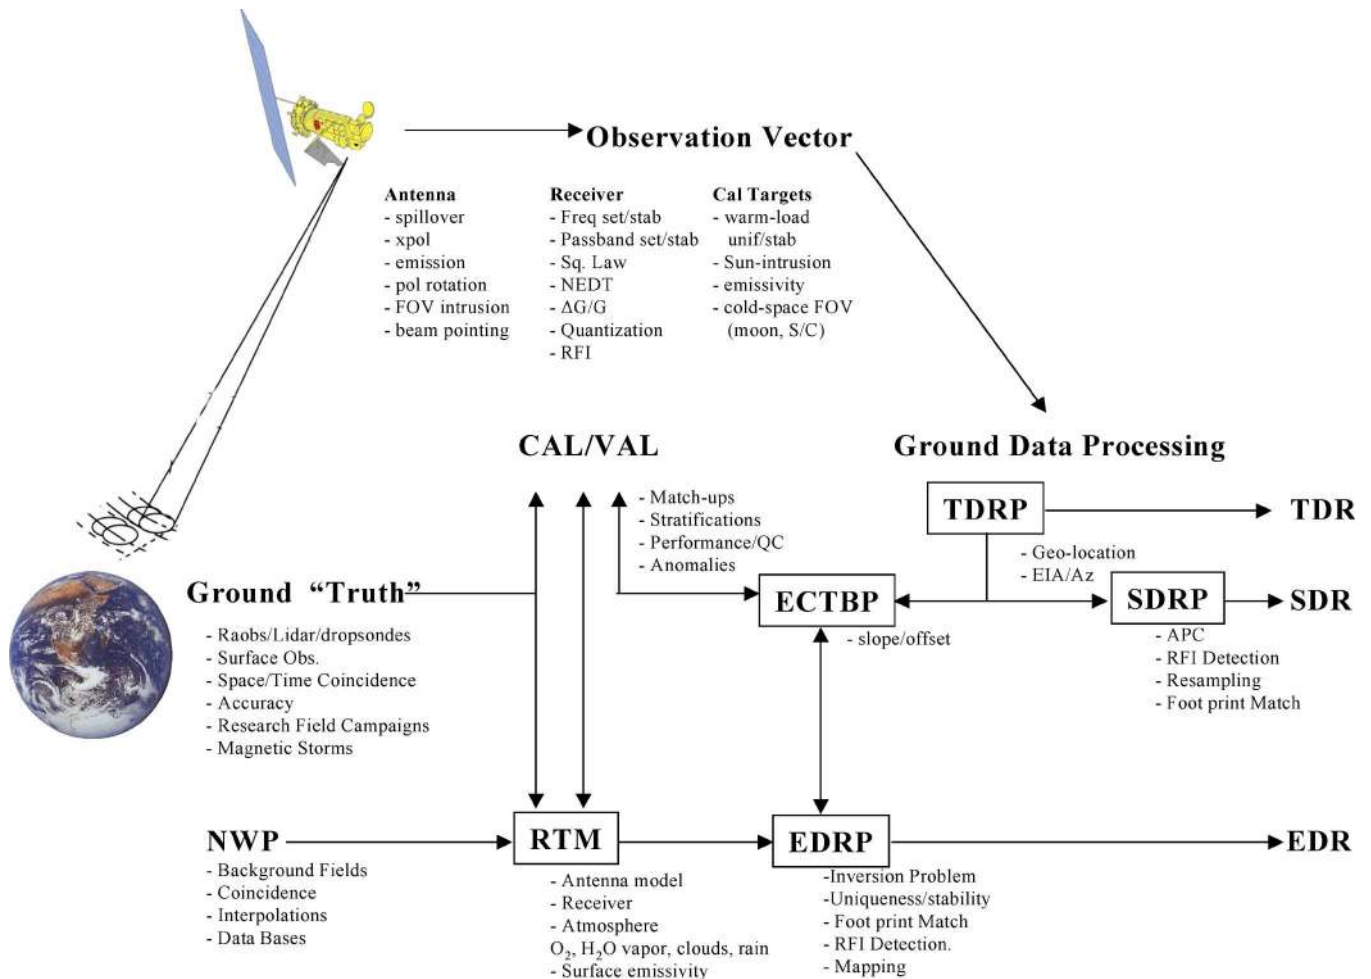 Observation Vector
Antenna
- spillover
- xpol
- emission
- pol rotation
- FOV intrusion
- beam pointing
Receiver
- Freq set/stab
- Passband set/stab
- Sq. Law
- NEDT
- ΔG/G
- Quantization
- RFI
Cal Targets
- warm-load
unif/stab
- Sun-intrusion
- emissivity
- cold-space FOV
(moon, S/C)
CAL/VAL
- Match-ups
- Stratifications
- Performance/QC
- Anomalies
Ground Data Processing
TDRP
TDR
- Geo-location
- EIA/Az
Ground “Truth”
- Raobs/Lidar/dropsondes
- Surface Obs.
- Space/Time Coincidence
- Accuracy
- Research Field Campaigns
- Magnetic Storms
ECTBP
- slope/offset
SDRP
SDR
- APC
- RFI Detection
- Resampling
- Foot print Match
NWP
- Background Fields
- Coincidence
- Interpolations
- Data Bases
RTM
- Antenna model
- Receiver
- Atmosphere
O₂, H₂O vapor, clouds, rain
- Surface emissivity
EDRP
-Inversion Problem
-Uniqueness/stability
- Foot print Match
- RFI Detection.
- Mapping
EDR